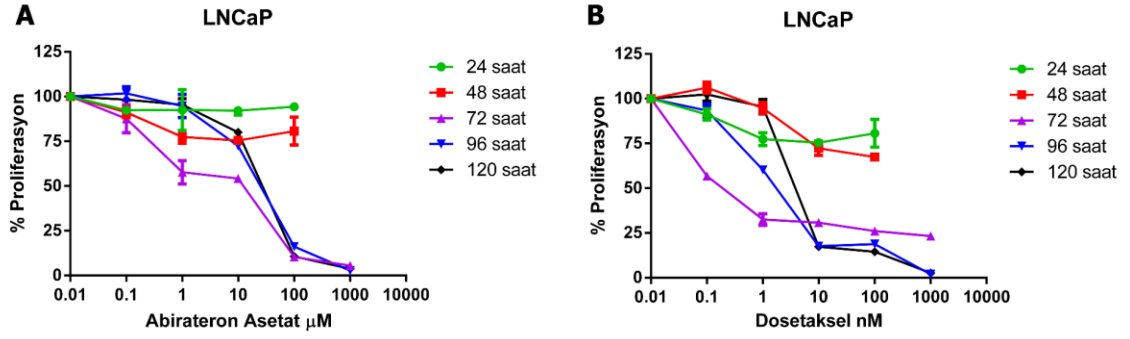 A
LNCaP
% Proliferasyon
125
100
75
50
25
0
0.01 0.1 1 10 100 1000 10000
Abirateron Asetat µM
24 saat
48 saat
72 saat
96 saat
120 saat
B
LNCaP
% Proliferasyon
125
100
75
50
25
0
0.01 0.1 1 10 100 1000 10000
Dosetaksel nM
24 saat
48 saat
72 saat
96 saat
120 saat